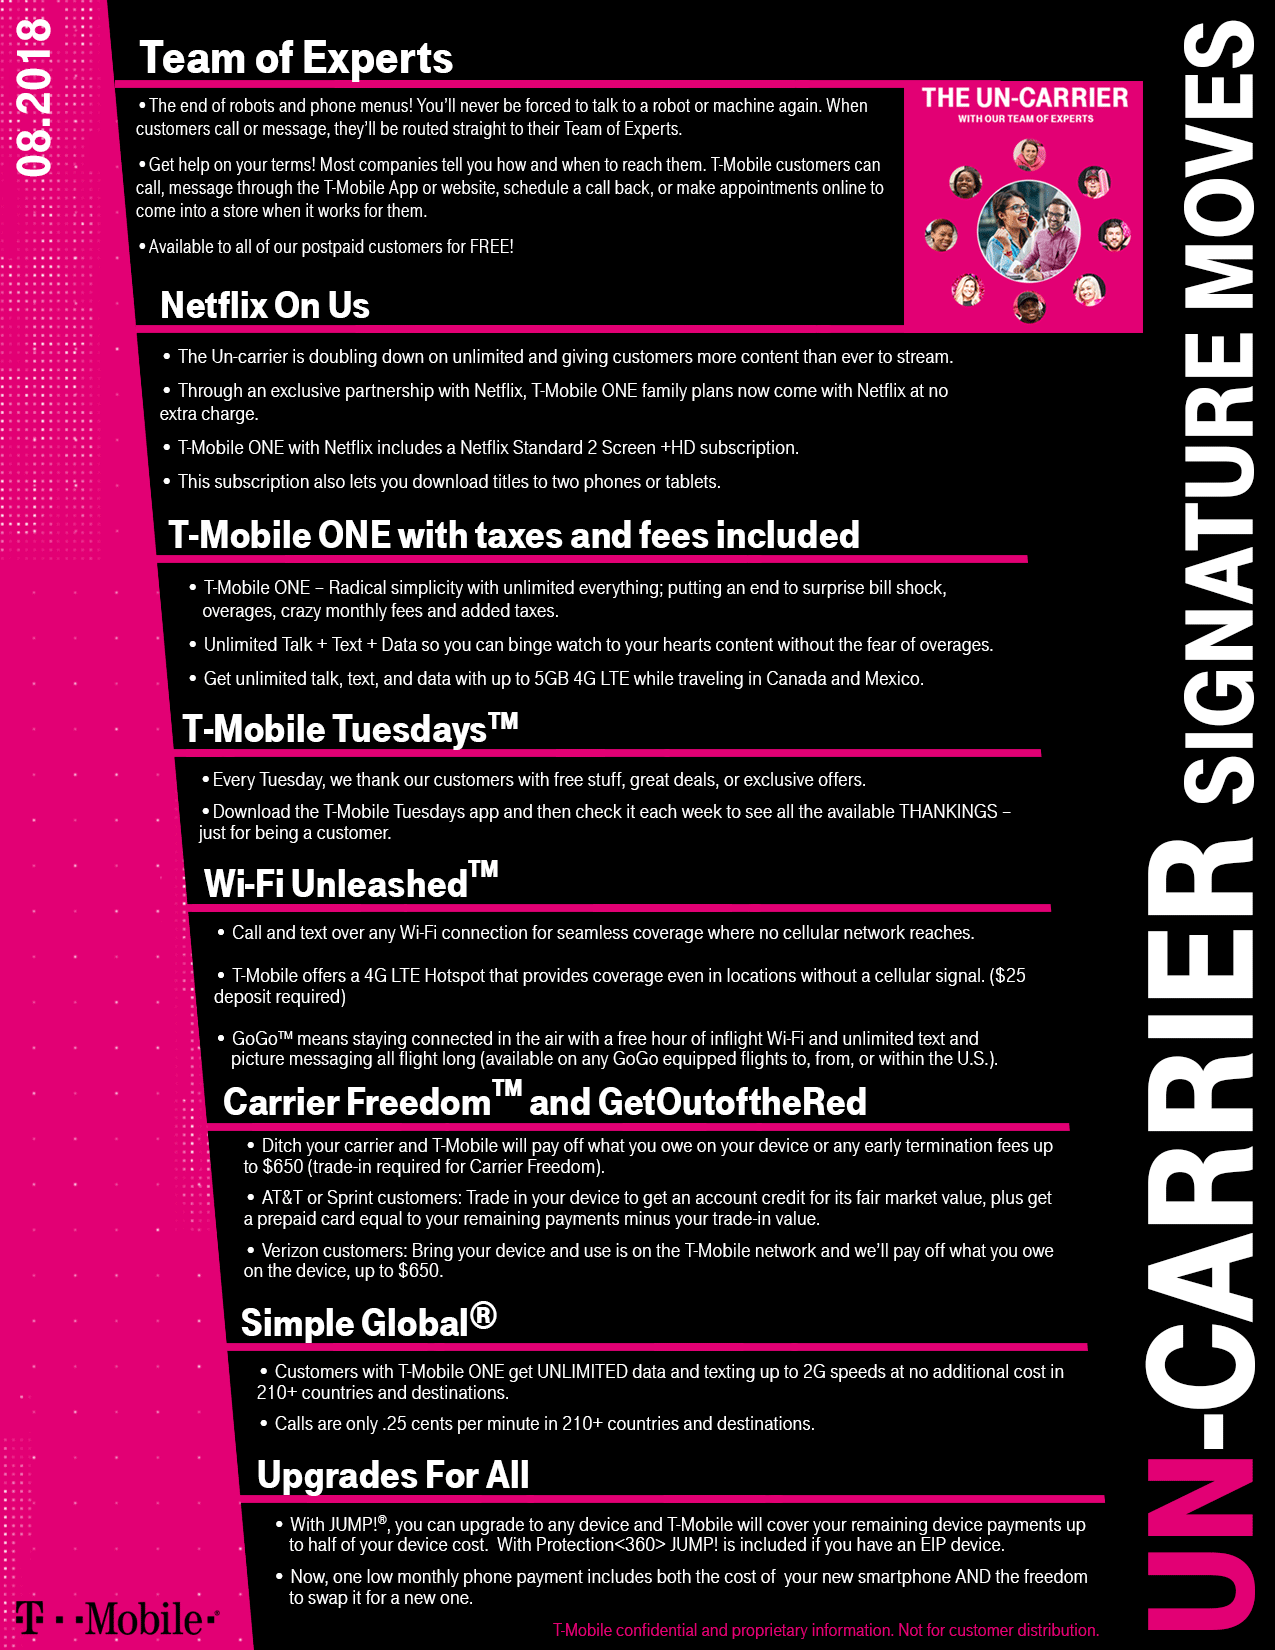 08.2018
Team of Experts
•The end of robots and phone menus! You’ll never be forced to talk to a robot or machine again. When
customers call or message, they’ll be routed straight to their Team of Experts.
•Get help on your terms! Most companies tell you how and when to reach them. T-Mobile customers can
call, message through the T-Mobile App or website, schedule a call back, or make appointments online to
come into a store when it works for them.
•Available to all of our postpaid customers for FREE!
THE UN-CARRIER
WITH OUR TEAM OF EXPERTS
Netflix On Us
• The Un-carrier is doubling down on unlimited and giving customers more content than ever to stream.
• Through an exclusive partnership with Netflix, T-Mobile ONE family plans now come with Netflix at no
extra charge.
• T-Mobile ONE with Netflix includes a Netflix Standard 2 Screen +HD subscription.
• This subscription also lets you download titles to two phones or tablets.
T-Mobile ONE with taxes and fees included
• T-Mobile ONE – Radical simplicity with unlimited everything; putting an end to surprise bill shock,
overages, crazy monthly fees and added taxes.
• Unlimited Talk + Text + Data so you can binge watch to your hearts content without the fear of overages.
• Get unlimited talk, text, and data with up to 5GB 4G LTE while traveling in Canada and Mexico.
T-Mobile Tuesdays™
•Every Tuesday, we thank our customers with free stuff, great deals, or exclusive offers.
•Download the T-Mobile Tuesdays app and then check it each week to see all the available THANKINGS –
just for being a customer.
Wi-Fi Unleashed™
• Call and text over any Wi-Fi connection for seamless coverage where no cellular network reaches.
• T-Mobile offers a 4G LTE Hotspot that provides coverage even in locations without a cellular signal. ($25
deposit required)
• GoGo™ means staying connected in the air with a free hour of inflight Wi-Fi and unlimited text and
picture messaging all flight long (available on any GoGo equipped flights to, from, or within the U.S.).
Carrier Freedom™ and GetOutoftheRed
• Ditch your carrier and T-Mobile will pay off what you owe on your device or any early termination fees up
to $650 (trade-in required for Carrier Freedom).
• AT&T or Sprint customers: Trade in your device to get an account credit for its fair market value, plus get
a prepaid card equal to your remaining payments minus your trade-in value.
• Verizon customers: Bring your device and use is on the T-Mobile network and we’ll pay off what you owe
on the device, up to $650.
Simple Global®
• Customers with T-Mobile ONE get UNLIMITED data and texting up to 2G speeds at no additional cost in
210+ countries and destinations.
• Calls are only .25 cents per minute in 210+ countries and destinations.
Upgrades For All
• With JUMP!®, you can upgrade to any device and T-Mobile will cover your remaining device payments up
to half of your device cost. With Protection<360> JUMP! is included if you have an EIP device.
• Now, one low monthly phone payment includes both the cost of your new smartphone AND the freedom
to swap it for a new one.
T-Mobile confidential and proprietary information. Not for customer distribution.
T··Mobile·®
UN-CARRIER SIGNATURE MOVES